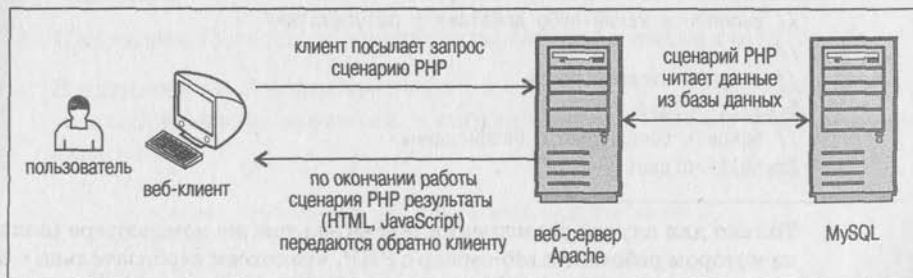 клиент посылает запрос
сценарию PHP
сценарий PHP
читает данные
из базы данных
пользователь
веб-клиент
по окончании работы
сценария PHP результаты
(HTML, JavaScript)
передаются обратно клиенту
веб-сервер
Apache
MySQL